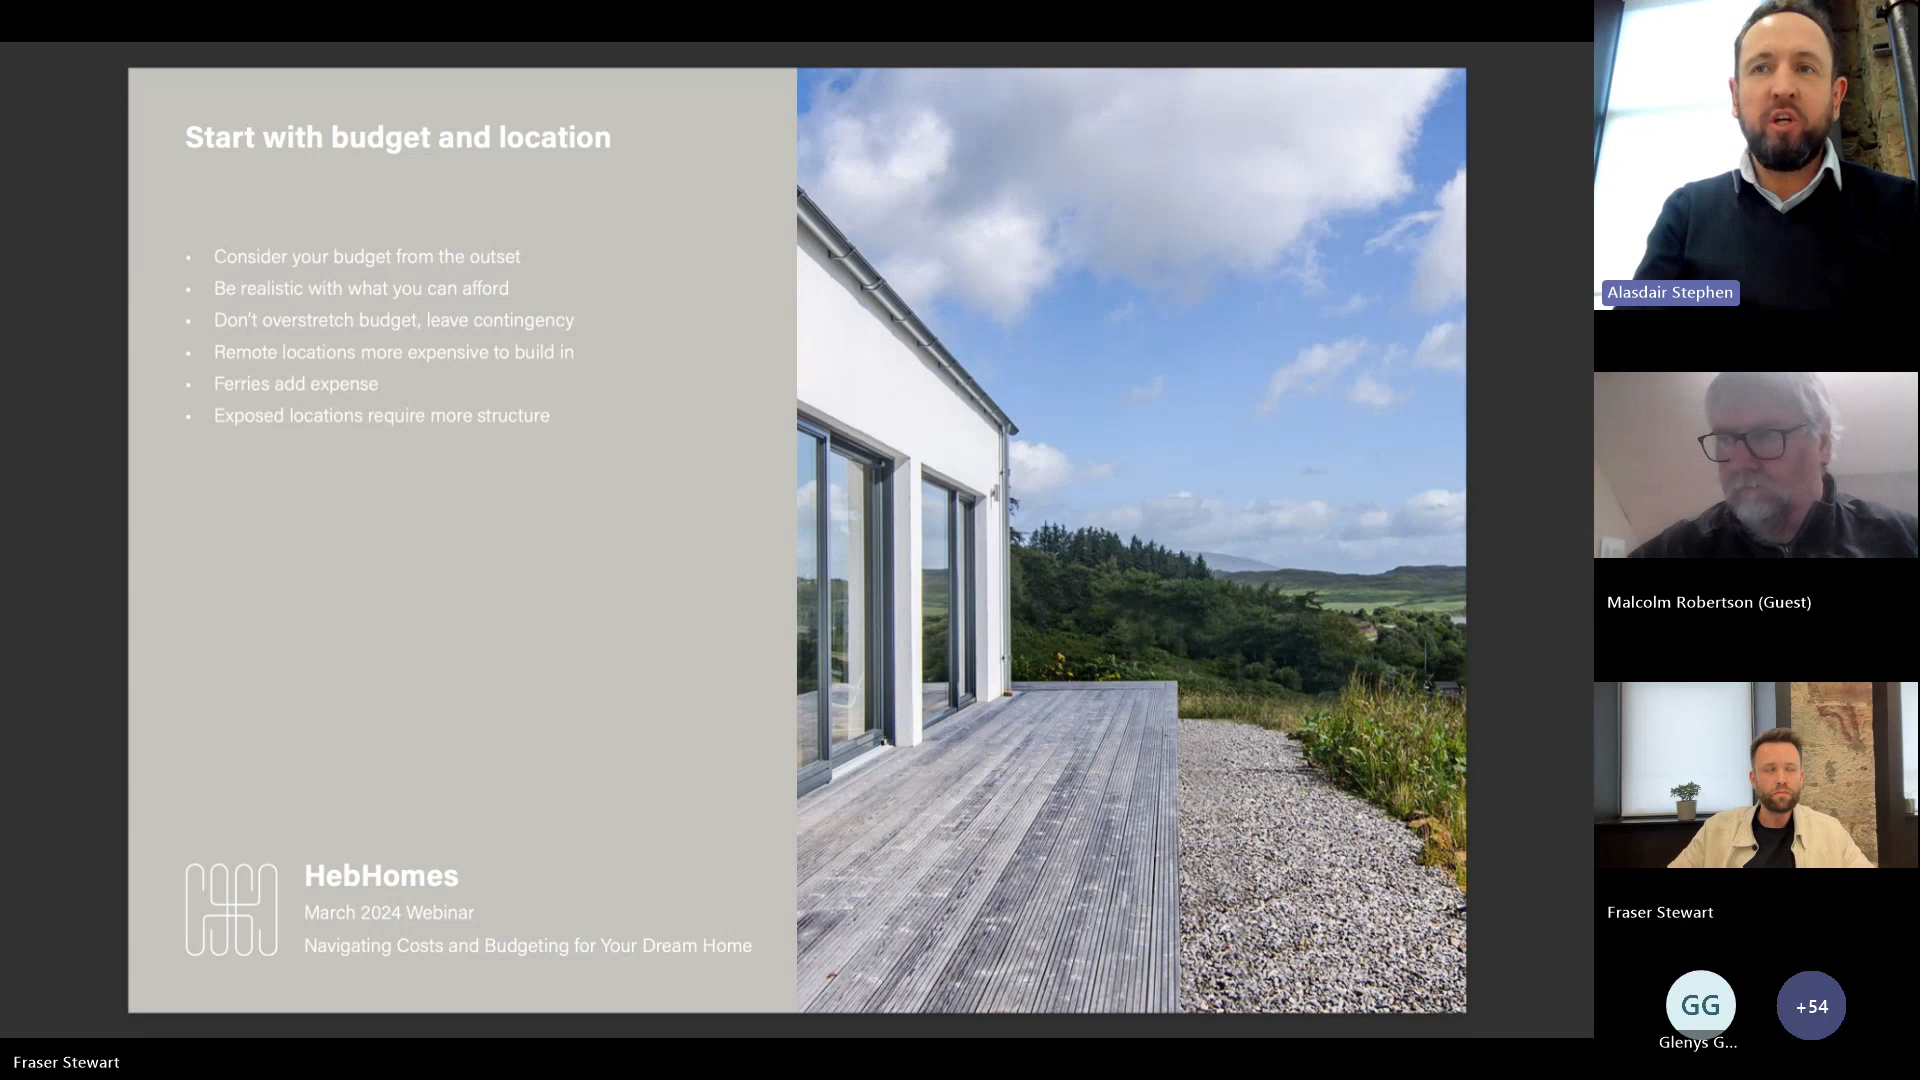 Start with budget and location
• Consider your budget from the outset
• Be realistic with what you can afford
• Don't overstretch budget, leave contingency
• Remote locations more expensive to build in
• Ferries add expense
• Exposed locations require more structure
HebHomes
March 2024 Webinar
Navigating Costs and Budgeting for Your Dream Home
Alasdair Stephen
Malcolm Robertson (Guest)
Fraser Stewart
GG
+54
Glenys G...
Fraser Stewart